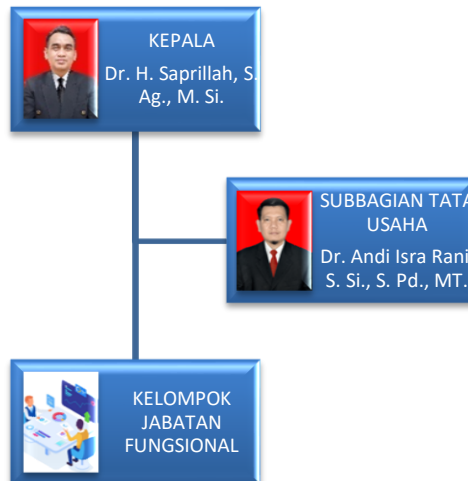 KEPALA
Dr. H. Saprillah, S.
Ag., M. Si.
SUBBAGIAN TATA
USAHA
Dr. Andi Isra Rani
S. Si., S. Pd., MT.
KELOMPOK
JABATAN
FUNGSIONAL